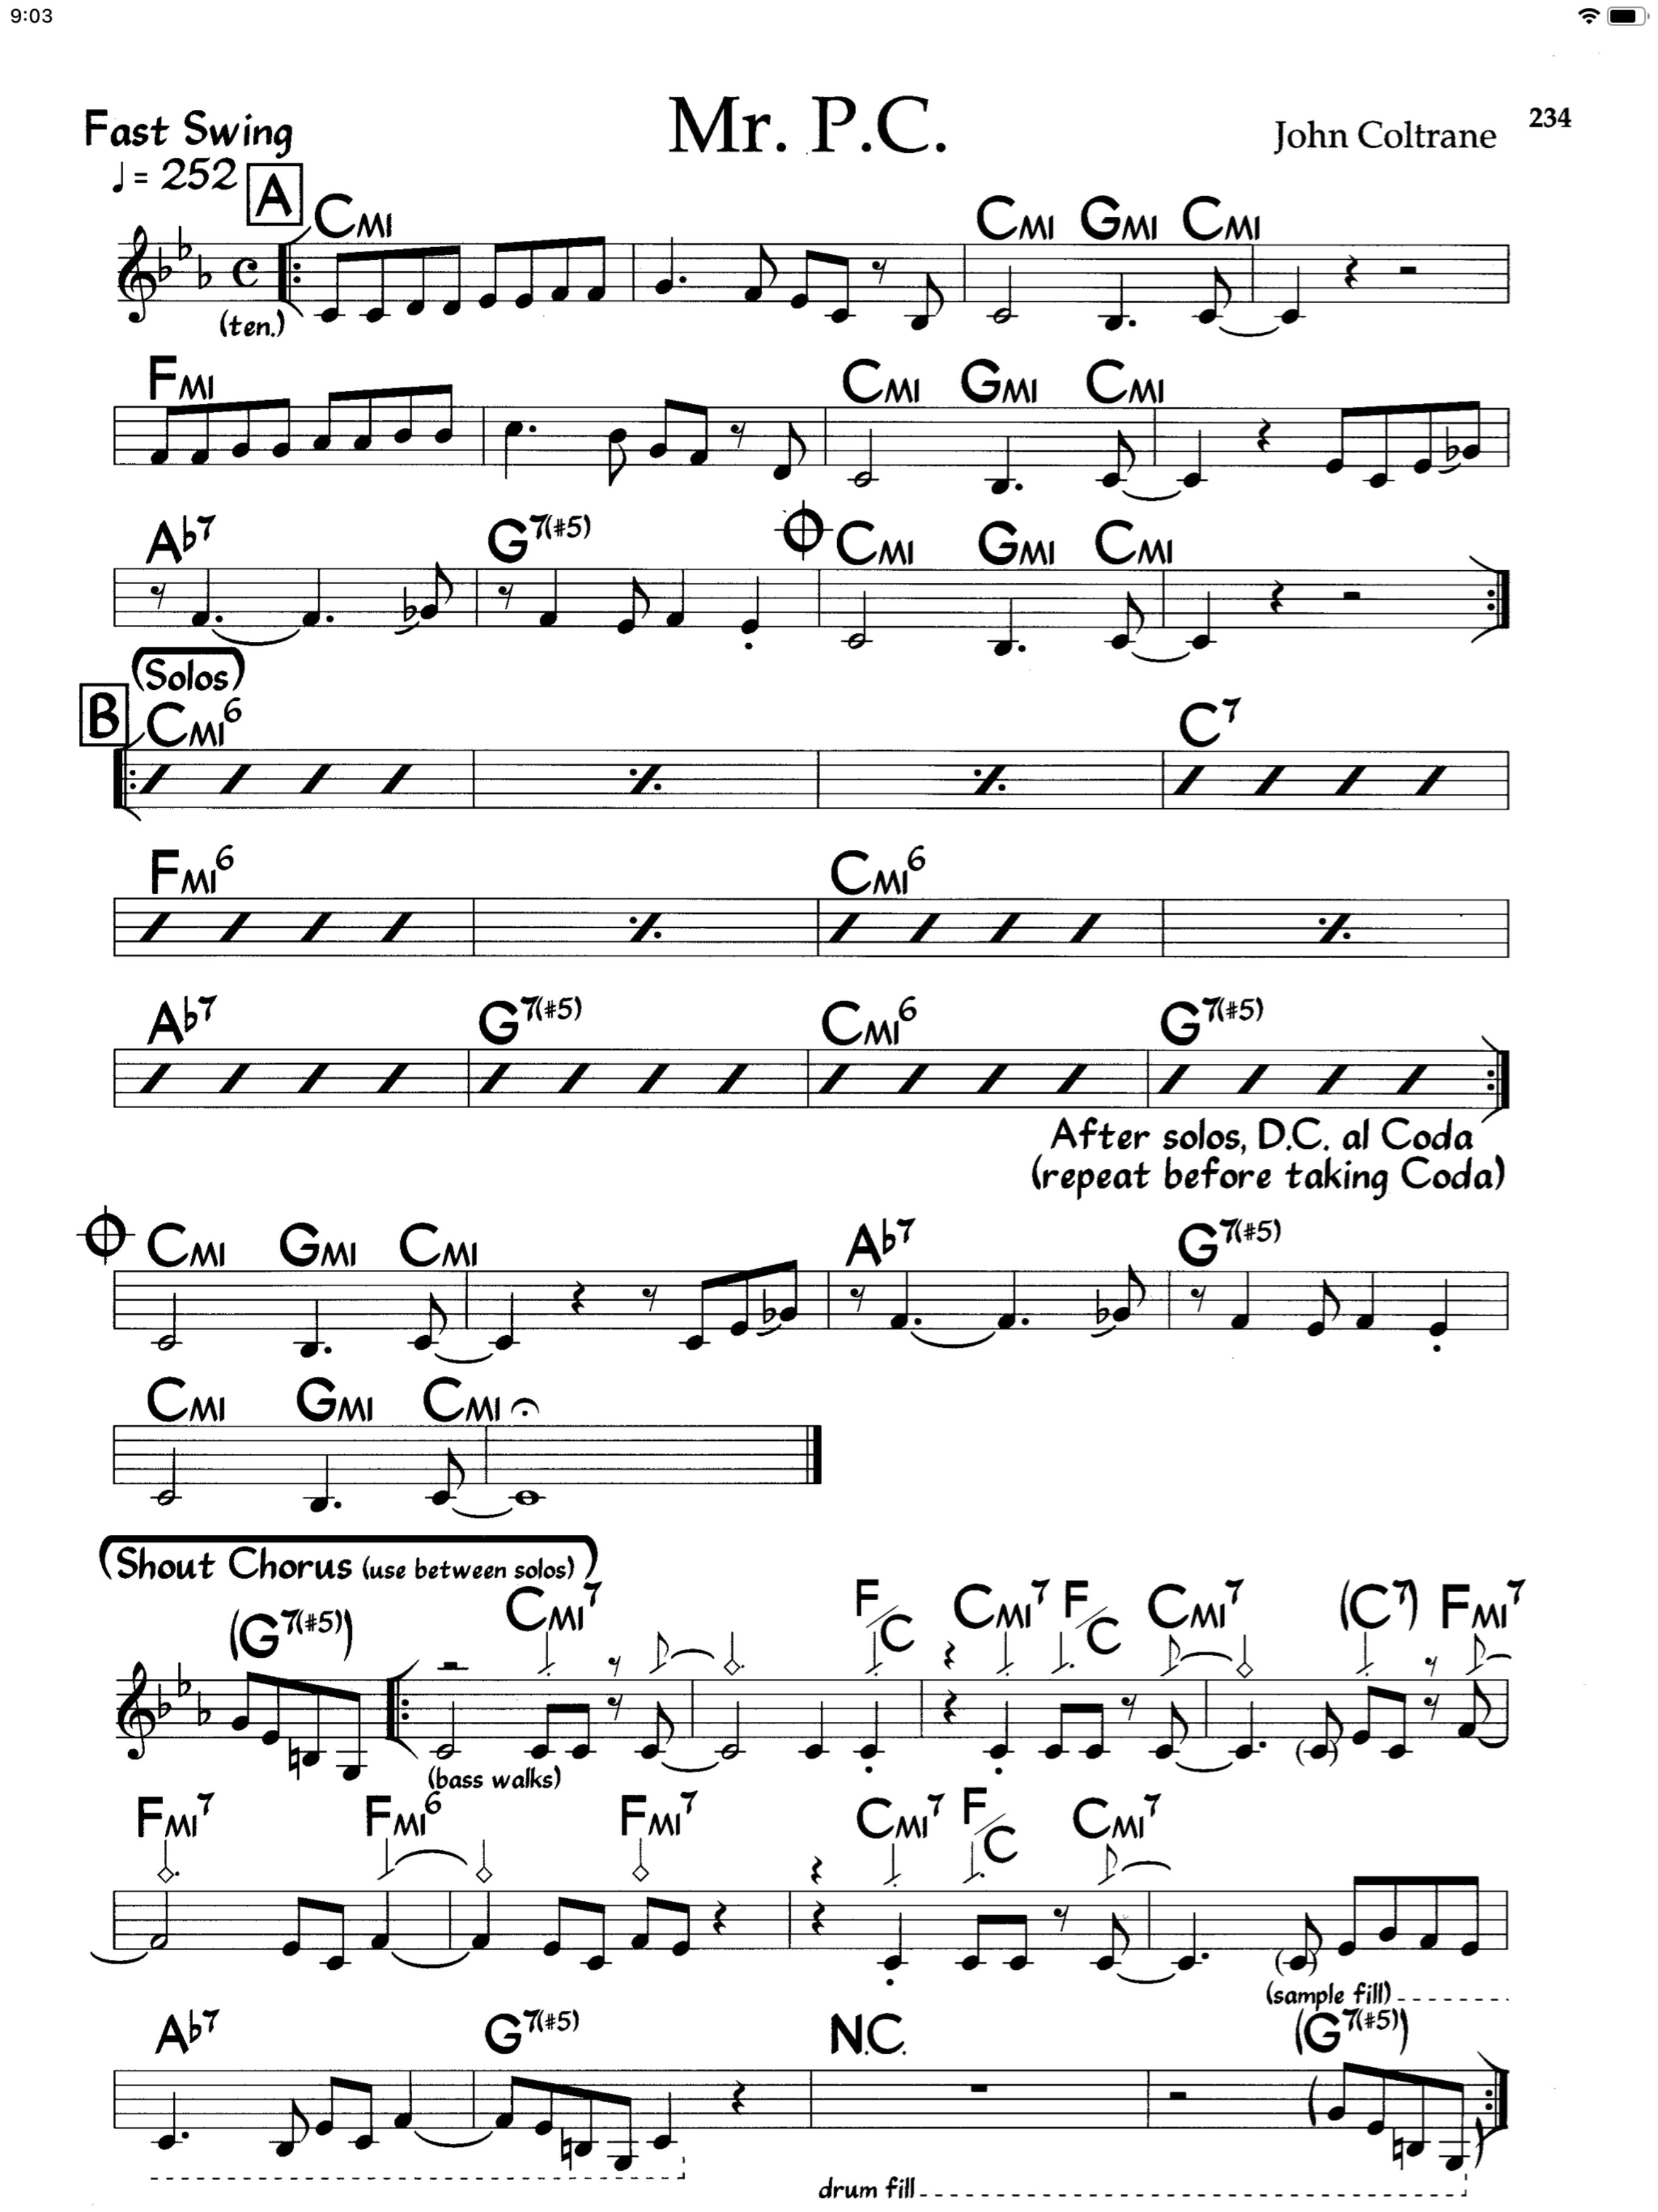 9:03
Mr. P.C.
Fast Swing
John Coltrane
234
♩= 252
A
CMI CMI GMI CMI
(ten.)
FMI CMI GMI CMI
Ab7 G7(#5) CMI GMI CMI
(Solos)
B
CMI6 C7
FMI6 CMI6
Ab7 G7(#5) CMI6 G7(#5)
After solos, D.C. al Coda
(repeat before taking Coda)
CMI GMI CMI Ab7 G7(#5)
CMI GMI CMI
(Shout Chorus (use between solos))
(G7(#5)) CMI7 F/C CMI7 F/C CMI7 (C7) FMI7
(bass walks)
FMI7 FMI6 FMI7 CMI7 F/C CMI7
(sample fill)
Ab7 G7(#5) N.C. (G7(#5))
drum fill